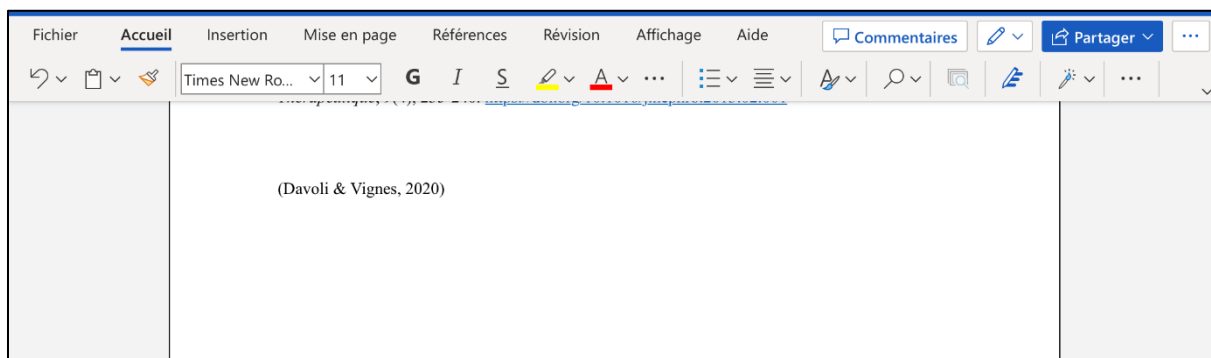 Fichier Accueil Insertion Mise en page Références Révision Affichage Aide Commentaires Partager
Times New Ro... 11 G I S A
(Davoli & Vignes, 2020)